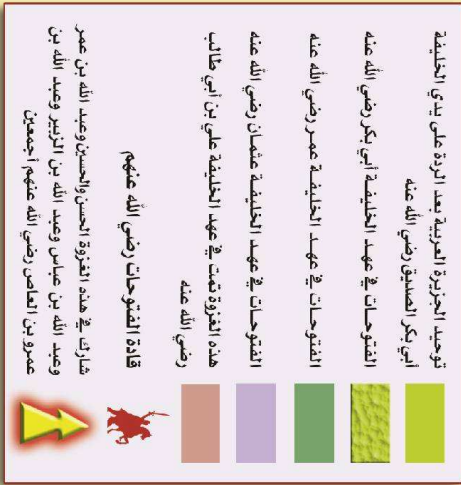 توحيد الجزيرة العربية بعد الردة على يدي الخليفة
أبي بكر الصديق رضي الله عنه
الفتوحات في عهد الخليفة أبي بكر رضي الله عنه
الفتوحات في عهد الخليفة عمر رضي الله عنه
الفتوحات في عهد الخليفة عثمان رضي الله عنه
هذه الغزوة تمت في عهد الخليفة علي بن أبي طالب
رضي الله عنه
قادة الفتوحات رضي الله عنهم
شارك في هذه الغزوة الحسن والحسين وعبد الله بن عمر
وعبد الله بن عباس وعبد الله بن الزبير وعبد الله بن
عمرو بن العاص رضي الله عنهم أجمعين